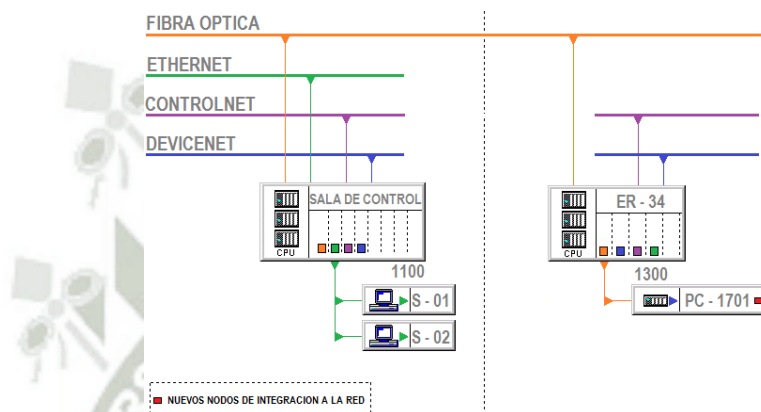 FIBRA OPTICA
ETHERNET
CONTROLNET
DEVICENET
SALA DE CONTROL
CPU
1100
S - 01
S - 02
ER - 34
CPU
1300
PC - 1701
NUEVOS NODOS DE INTEGRACION A LA RED